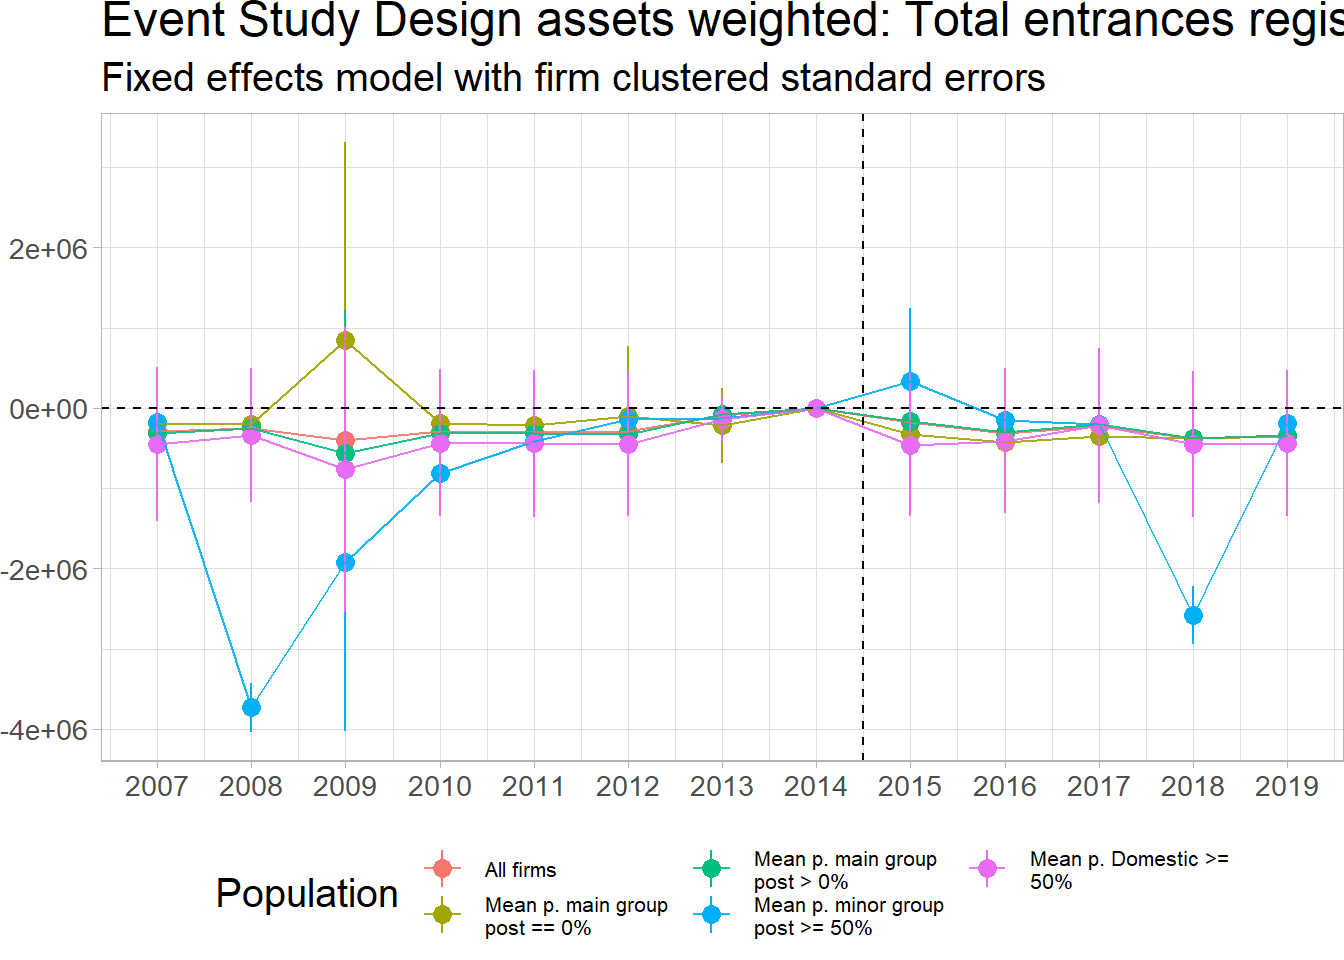 Event Study Design assets weighted: Total entrances regis
Fixed effects model with firm clustered standard errors
2e+06
0e+00
-2e+06
-4e+06
2007 2008 2009 2010 2011 2012 2013 2014 2015 2016 2017 2018 2019
Population
All firms
Mean p. main group
post == 0%
Mean p. main group
post > 0%
Mean p. minor group
post >= 50%
Mean p. Domestic >=
50%